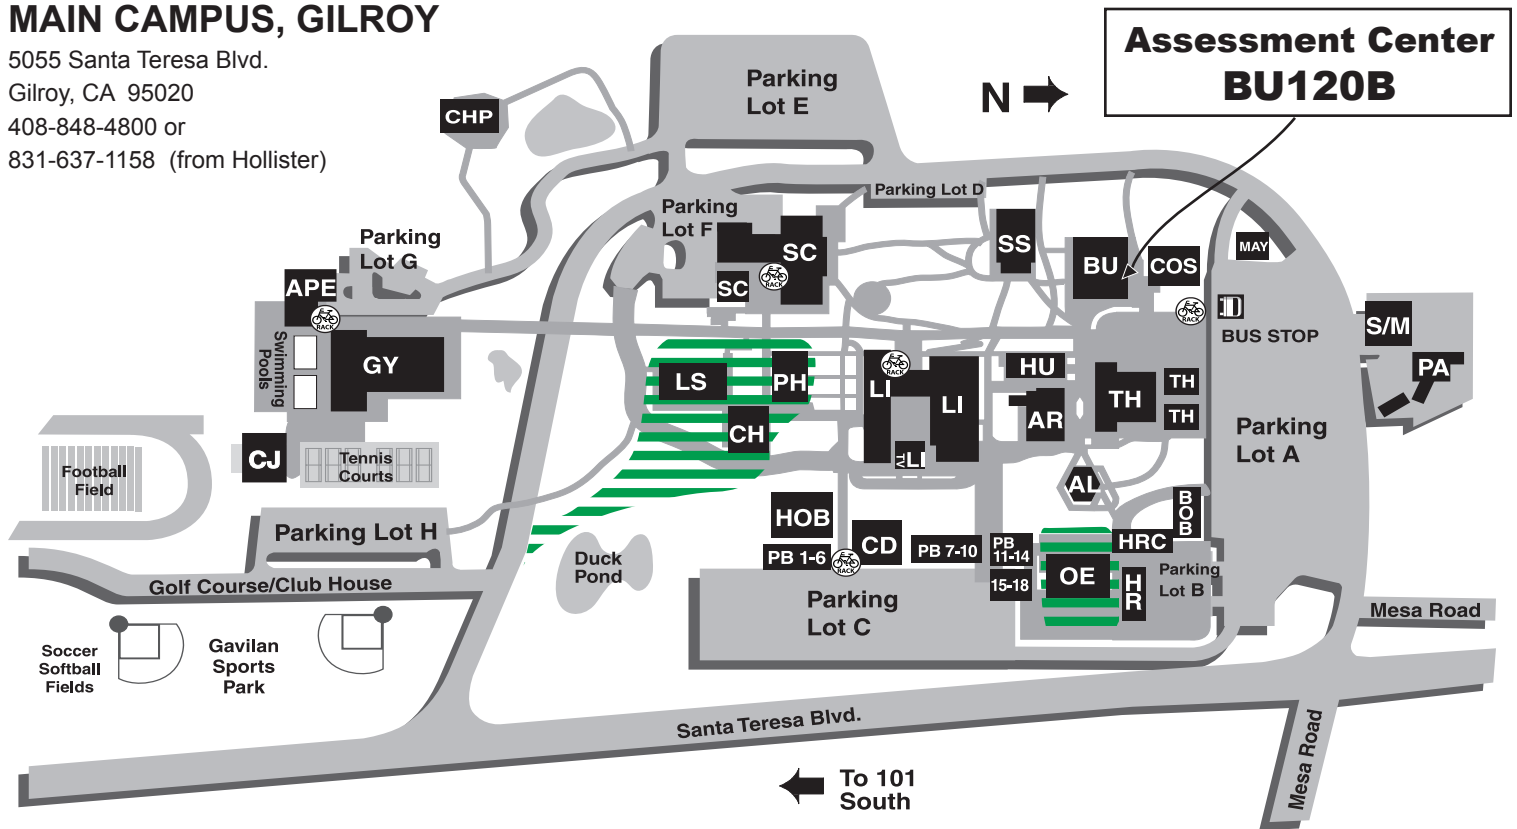 MAIN CAMPUS, GILROY
5055 Santa Teresa Blvd.
Gilroy, CA 95020
408-848-4800 or
831-637-1158 (from Hollister)
Assessment Center
BU120B
N
Parking
Lot E
CHP
Parking Lot D
Parking
Lot F
SC
SC
SS
BU
COS
MAY
Parking
Lot G
APE
RACK
RACK
RACK
BUS STOP
S/M
PA
Swimming
Pools
GY
LS
PH
CH
LI
RACK
LI
TV
LI
HU
AR
TH
TH
TH
Parking
Lot A
CJ
Tennis
Courts
Football
Field
AL
BOB
Parking Lot H
HOB
CD
PB 1-6
RACK
PB 7-10
PB
11-14
15-18
OE
HRC
HR
Parking
Lot B
Duck
Pond
Golf Course/Club House
Parking
Lot C
Mesa Road
Soccer
Softball
Fields
Gavilan
Sports
Park
Santa Teresa Blvd.
Mesa Road
To 101
South